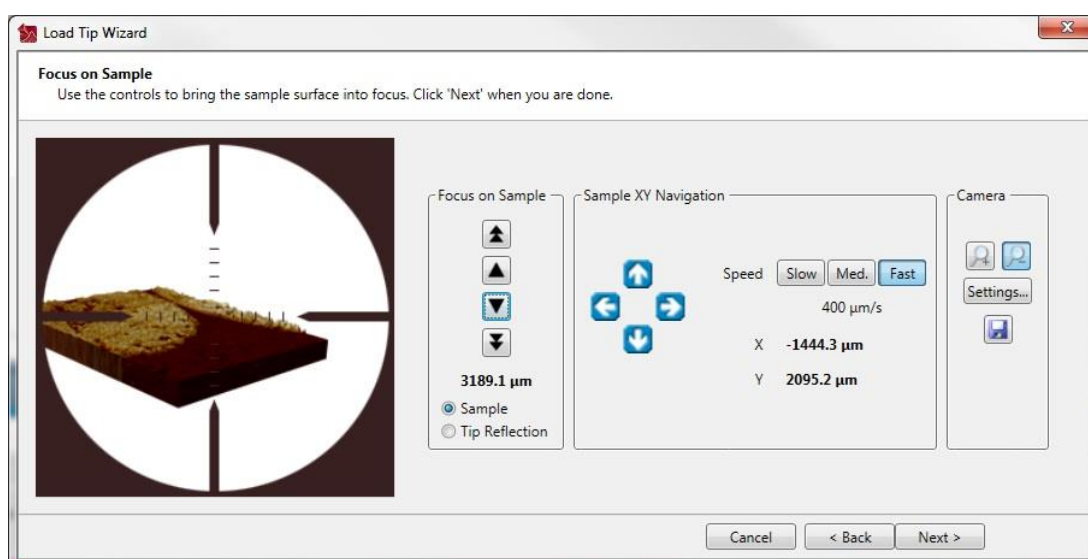 Load Tip Wizard
Focus on Sample
Use the controls to bring the sample surface into focus. Click 'Next' when you are done.
Focus on Sample
3189.1 µm
Sample
Tip Reflection
Sample XY Navigation
Speed Slow Med. Fast
400 µm/s
X -1444.3 µm
Y 2095.2 µm
Camera
Settings...
Cancel < Back Next >